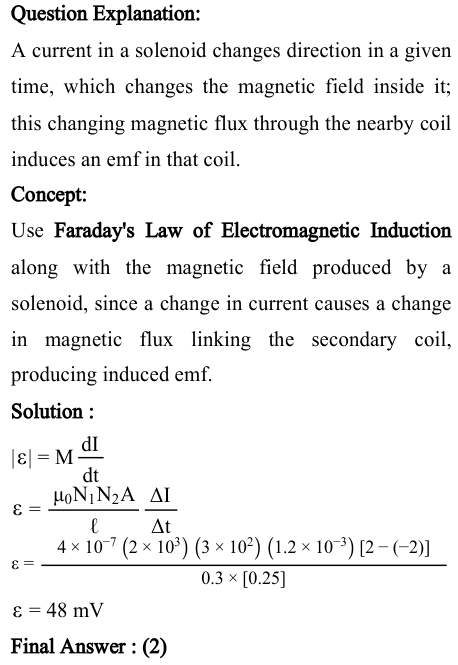 Question Explanation:
A current in a solenoid changes direction in a given
time, which changes the magnetic field inside it;
this changing magnetic flux through the nearby coil
induces an emf in that coil.
Concept:
Use Faraday's Law of Electromagnetic Induction
along with the magnetic field produced by a
solenoid, since a change in current causes a change
in magnetic flux linking the secondary coil,
producing induced emf.
Solution :
|ε| = M dI/dt
ε = μ₀N₁N₂A/ℓ ΔI/Δt
ε = 4 × 10⁻⁷ (2 × 10³) (3 × 10²) (1.2 × 10⁻³) [2 – (–2)] / 0.3 × [0.25]
ε = 48 mV
Final Answer : (2)